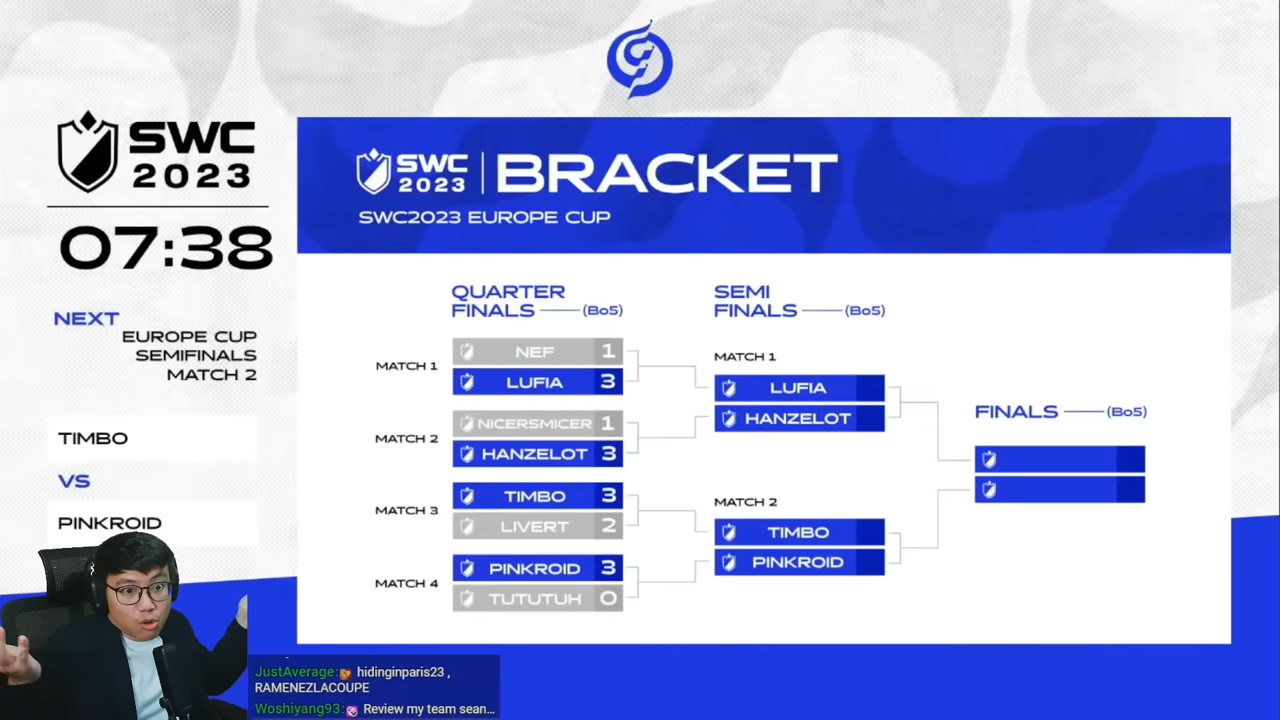 SWC
2023
07:38
NEXT
EUROPE CUP
SEMIFINALS
MATCH 2
TIMBO
VS
PINKROID
SWC
2023
BRACKET
SWC2023 EUROPE CUP
QUARTER
FINALS (Bo5)
MATCH 1
NEF 1
LUFIA 3
MATCH 2
NICERSMICER 1
HANZELOT 3
MATCH 3
TIMBO 3
LIVERT 2
MATCH 4
PINKROID 3
TUTUTUH 0
SEMI
FINALS (Bo5)
MATCH 1
LUFIA
HANZELOT
MATCH 2
TIMBO
PINKROID
FINALS (Bo5)
JustAverage: hidinginparis23 ,
RAMENEZLACOUPE
Woshiyang93: Review my team sean...